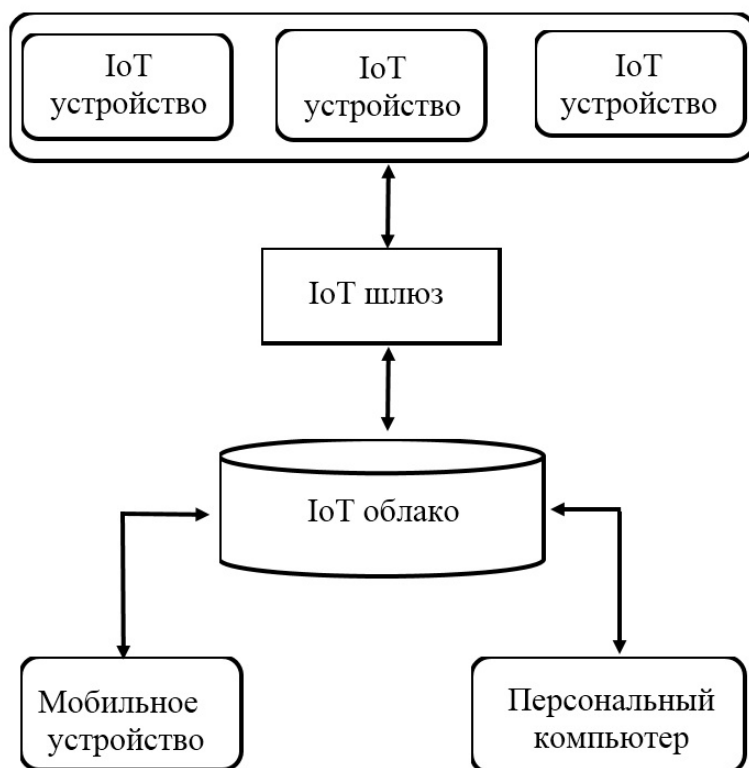 IoT
устройство
IoT
устройство
IoT
устройство
IoT шлюз
IoT облако
Мобильное
устройство
Персональный
компьютер